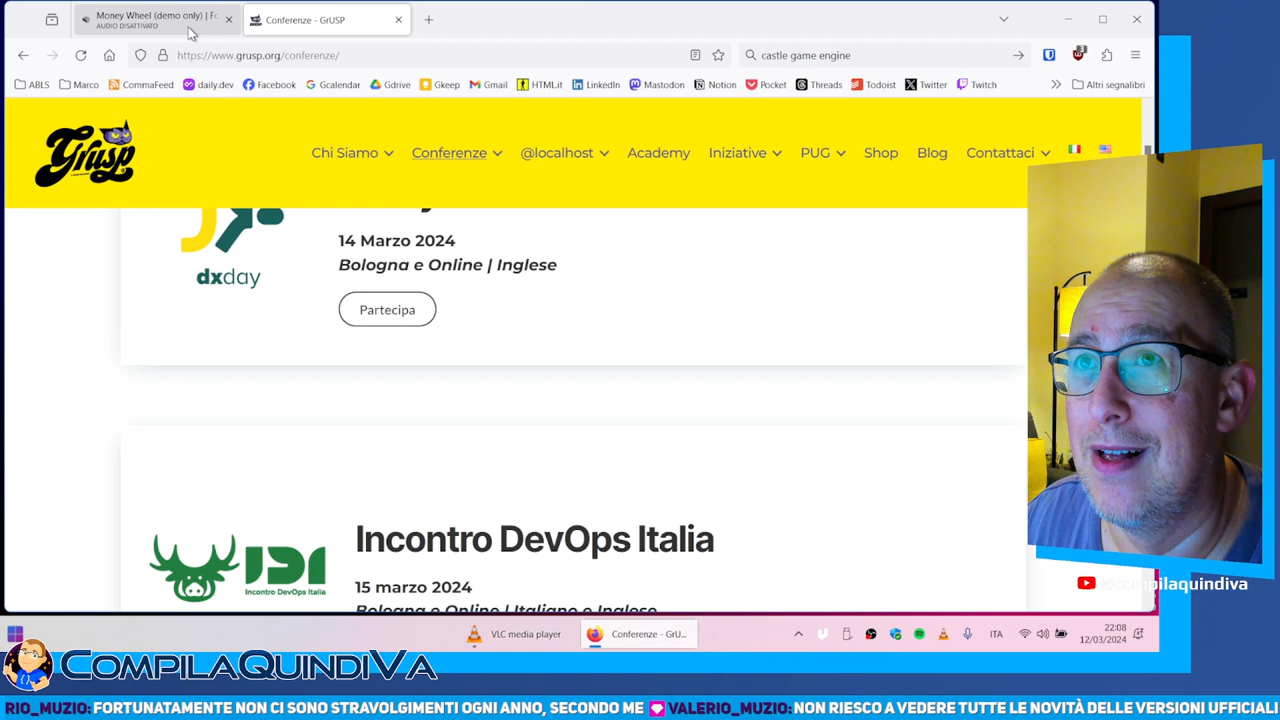 Money Wheel (demo only) | Fo
AUDIO DISATTIVATO
Conferenze - GrUSP
https://www.grusp.org/conferenze/
castle game engine
3
ABLS
Marco
CommaFeed
daily.dev
Facebook
Gcalendar
Gdrive
Gkeep
Gmail
HTML.it
LinkedIn
Mastodon
Notion
Pocket
Threads
Todoist
Twitter
Twitch
Altri segnalibri
Grusp
Chi Siamo
Conferenze
@localhost
Academy
Iniziative
PUG
Shop
Blog
Contattaci
dxday
14 Marzo 2024
Bologna e Online | Inglese
Partecipa
IDI
Incontro DevOps Italia
Incontro DevOps Italia
15 marzo 2024
Bologna e Online | Italiano e Inglese
@compilaquindiva
VLC media player
Conferenze - GrU...
ITA
22:08
12/03/2024
CompilaQuindiVa
RIO_MUZIO: FORTUNATAMENTE NON CI SONO STRAVOLGIMENTI OGNI ANNO, SECONDO ME VALERIO_MUZIO: NON RIESCO A VEDERE TUTTE LE NOVITÀ DELLE VERSIONI UFFICIALI